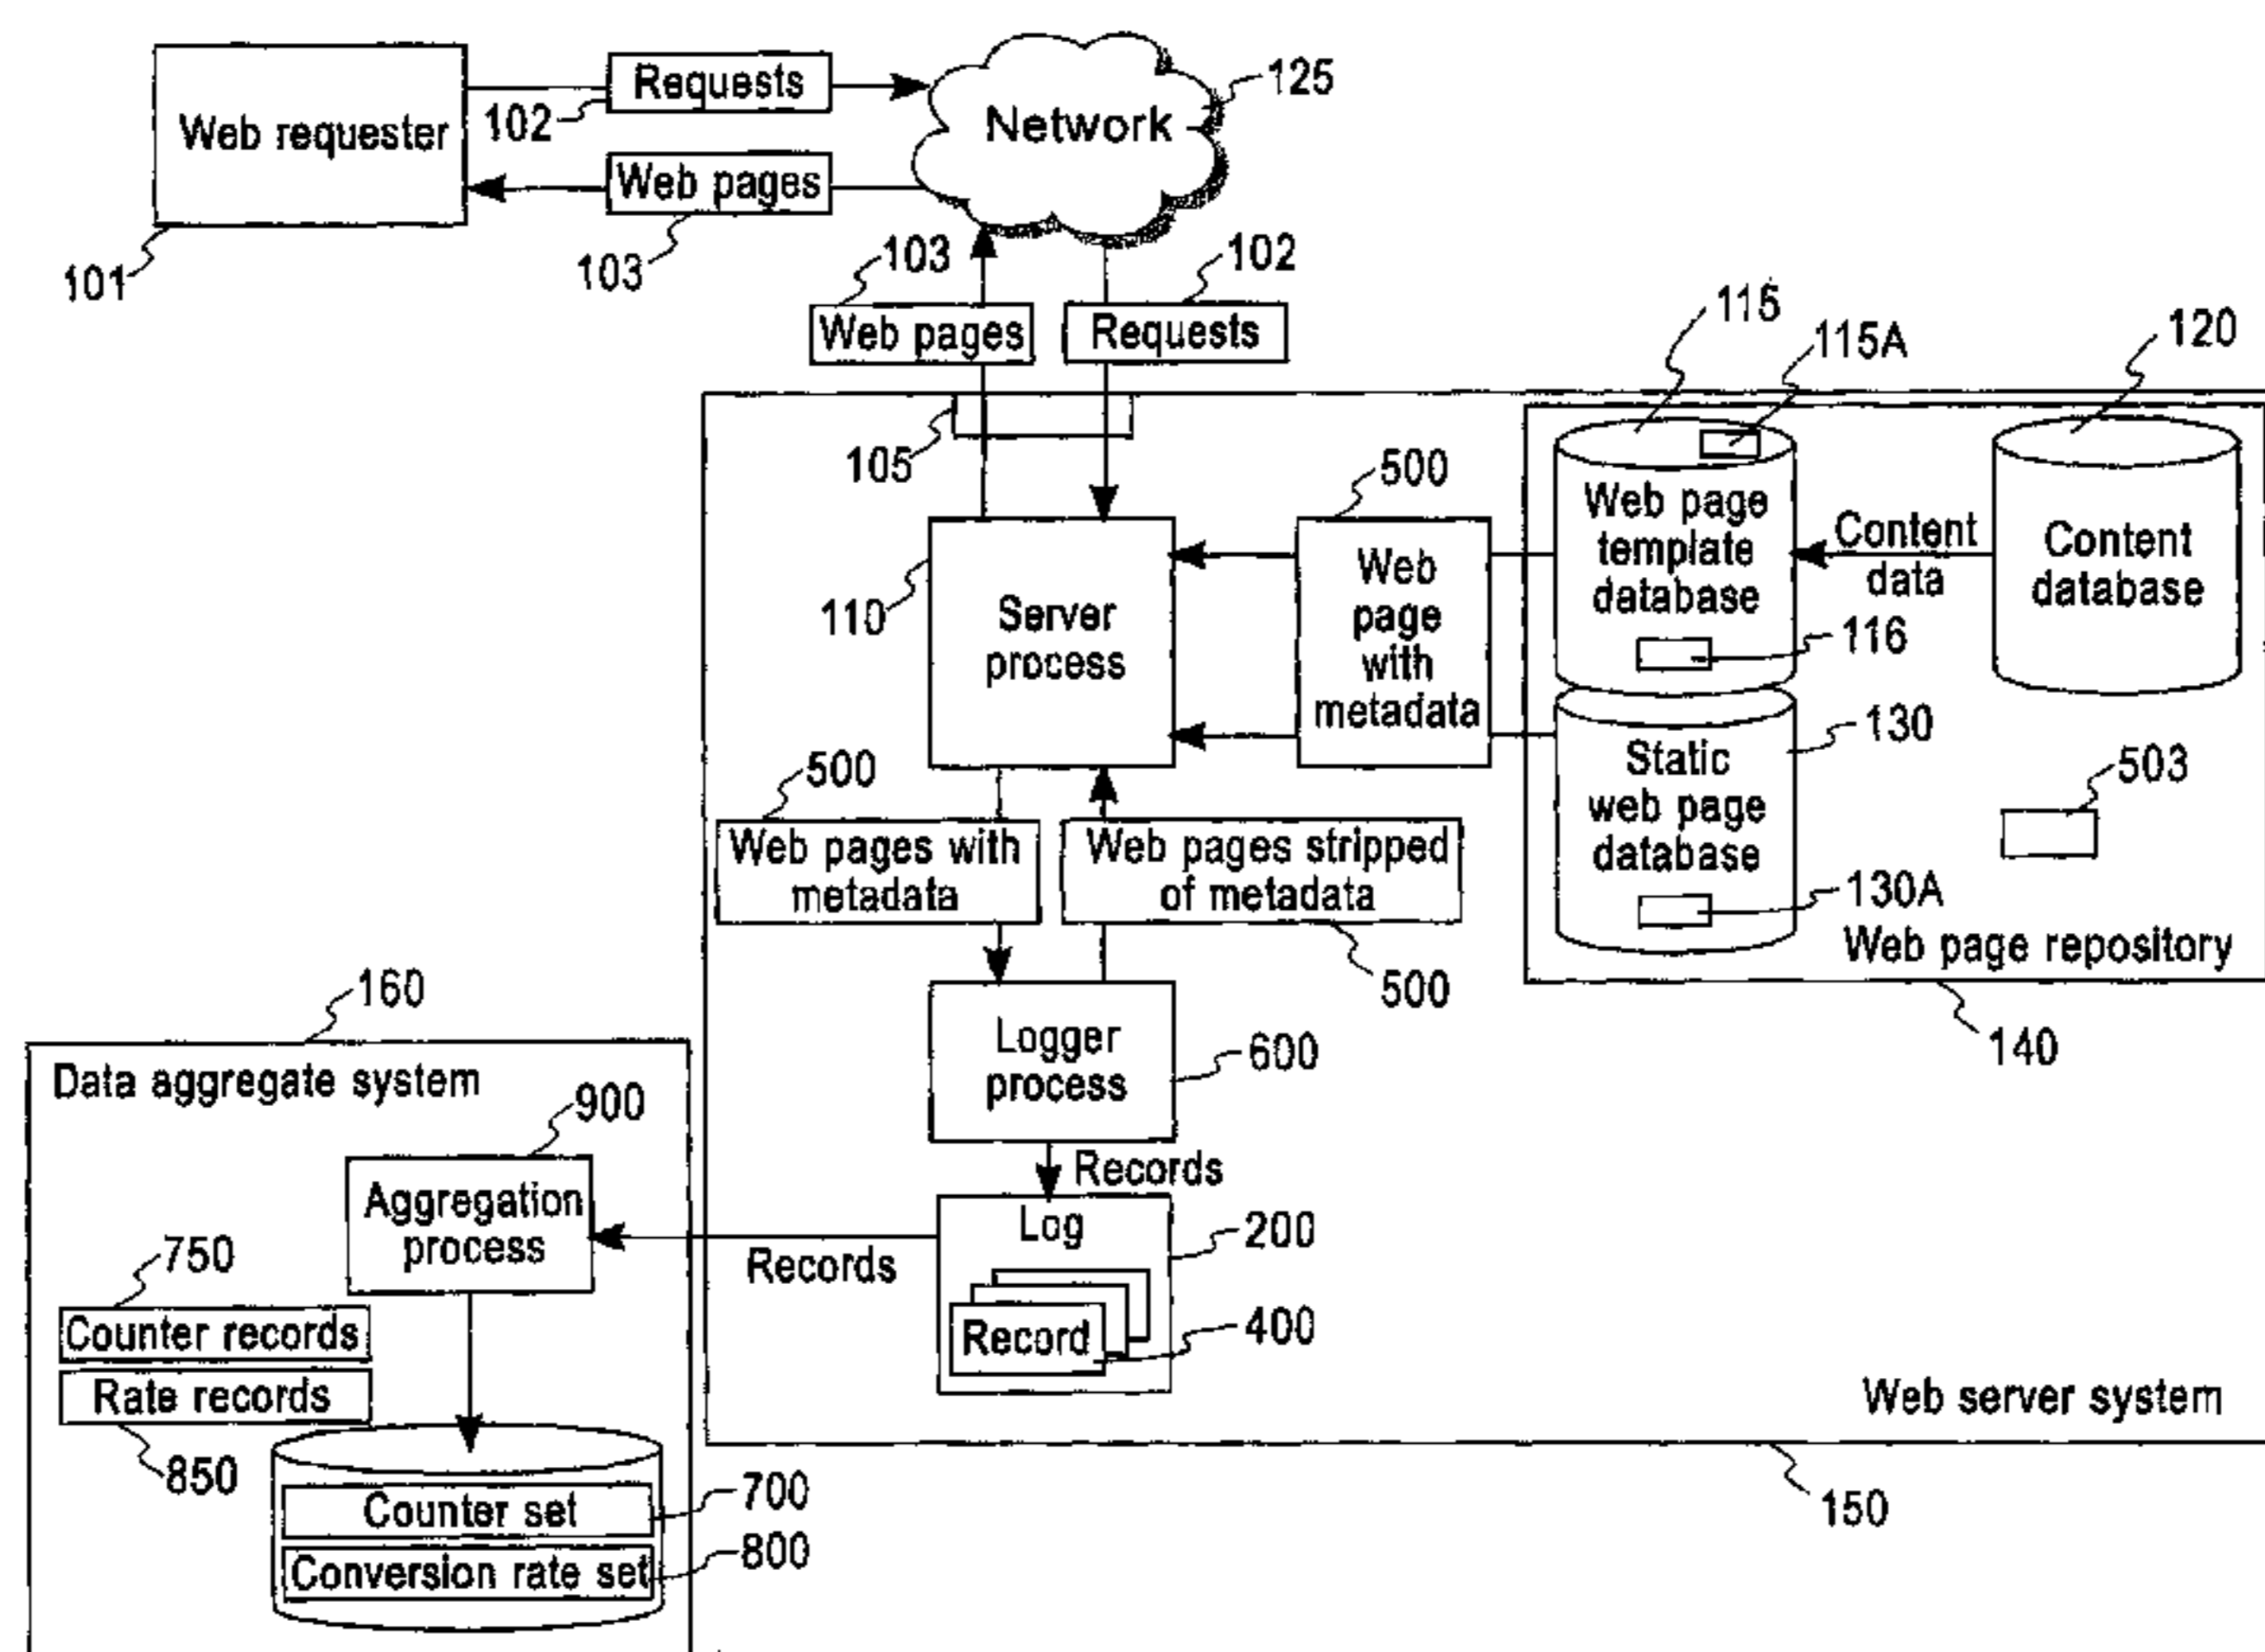 Web requester
Requests
102
Web pages
103
101
Network
125
103
Web pages
102
Requests
105
115
115A
120
Web page
template
database
116
Content
data
Content
database
500
Web
page
with
metadata
110
Server
process
Static
web page
database
130
130A
503
Web page repository
140
500
Web pages with
metadata
Web pages stripped
of metadata
500
Logger
process
600
Records
Log
200
Record
400
Records
Web server system
150
160
Data aggregate system
900
Aggregation
process
750
Counter records
Rate records
850
Counter set
700
Conversion rate set
800